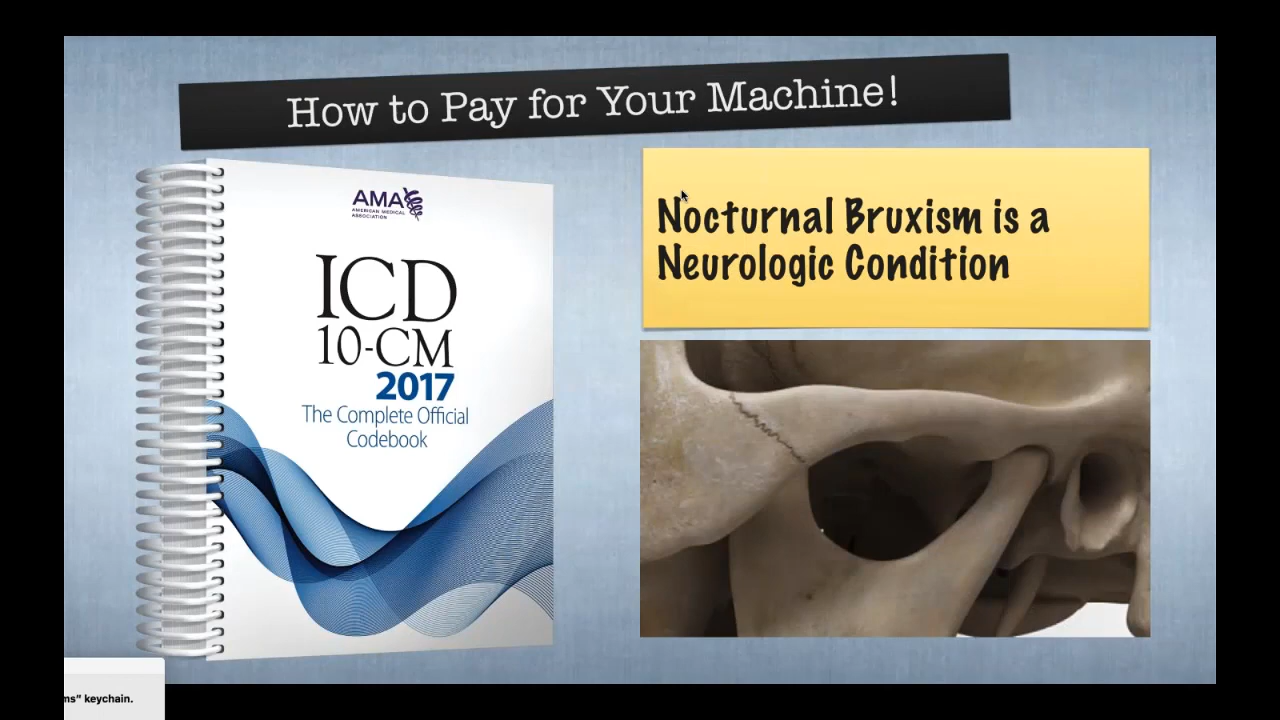 How to Pay for Your Machine!
AMA
AMERICAN MEDICAL
ASSOCIATION
ICD
10-CM
2017
The Complete Official
Codebook
Nocturnal Bruxism is a
Neurologic Condition
ms” keychain.